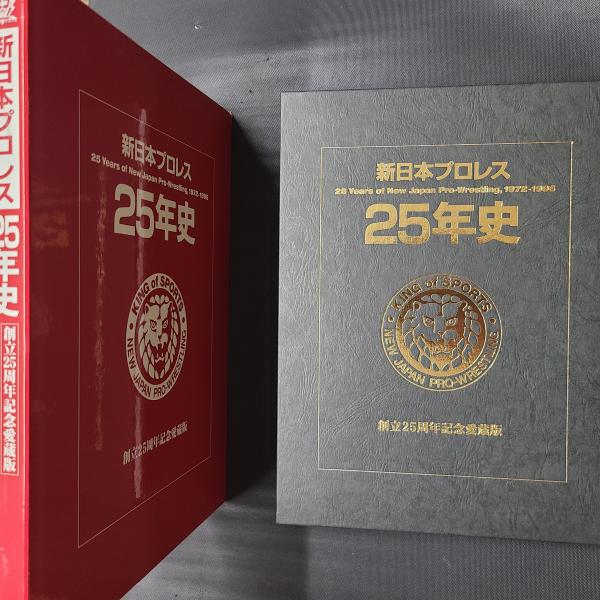 新日本プロレス
25年史
創立25周年記念愛蔵版
新日本プロレス
25 Years of New Japan Pro-Wrestling, 1972-1996
25年史
KING of SPORTS
NEW JAPAN PRO-WRESTLING
創立25周年記念愛蔵版
新日本プロレス
25 Years of New Japan Pro-Wrestling, 1972-1996
25年史
KING of SPORTS
NEW JAPAN PRO-WRESTLING
創立25周年記念愛蔵版